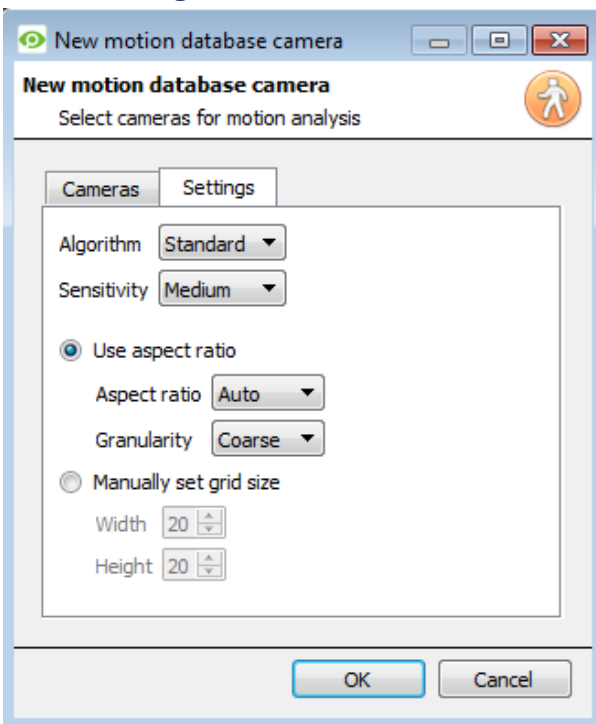 New motion database camera
New motion database camera
Select cameras for motion analysis
Cameras Settings
Algorithm Standard
Sensitivity Medium
Use aspect ratio
Aspect ratio Auto
Granularity Coarse
Manually set grid size
Width 20
Height 20
OK Cancel